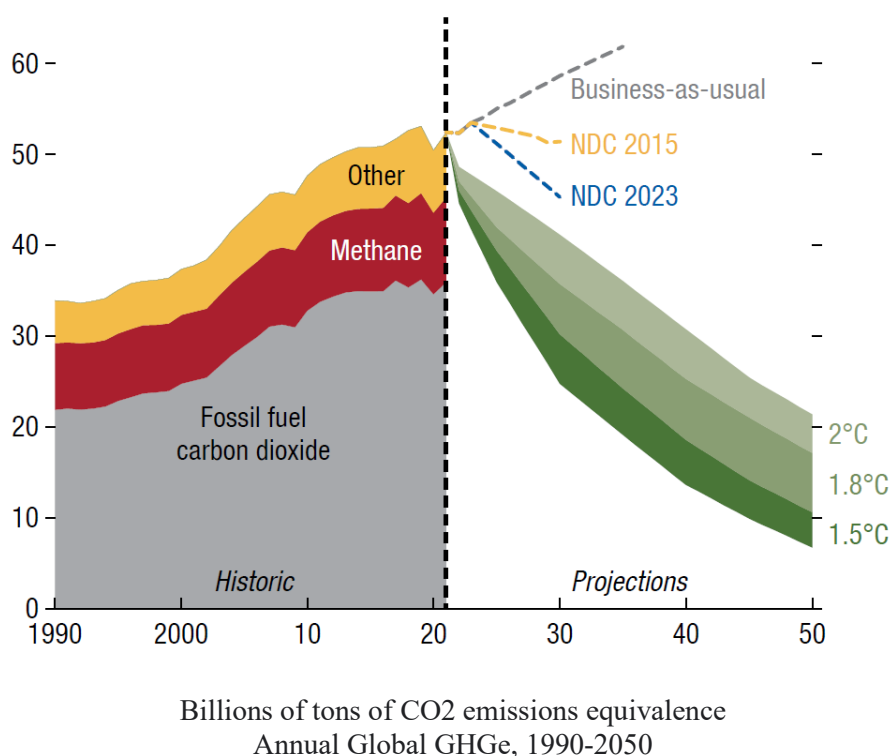 60
Business-as-usual
NDC 2015
50
Other
NDC 2023
40
Methane
30
20
Fossil fuel
carbon dioxide
2°C
1.8°C
10
1.5°C
Historic
Projections
0
1990 2000 10 20 30 40 50
Billions of tons of CO2 emissions equivalence
Annual Global GHGe, 1990-2050